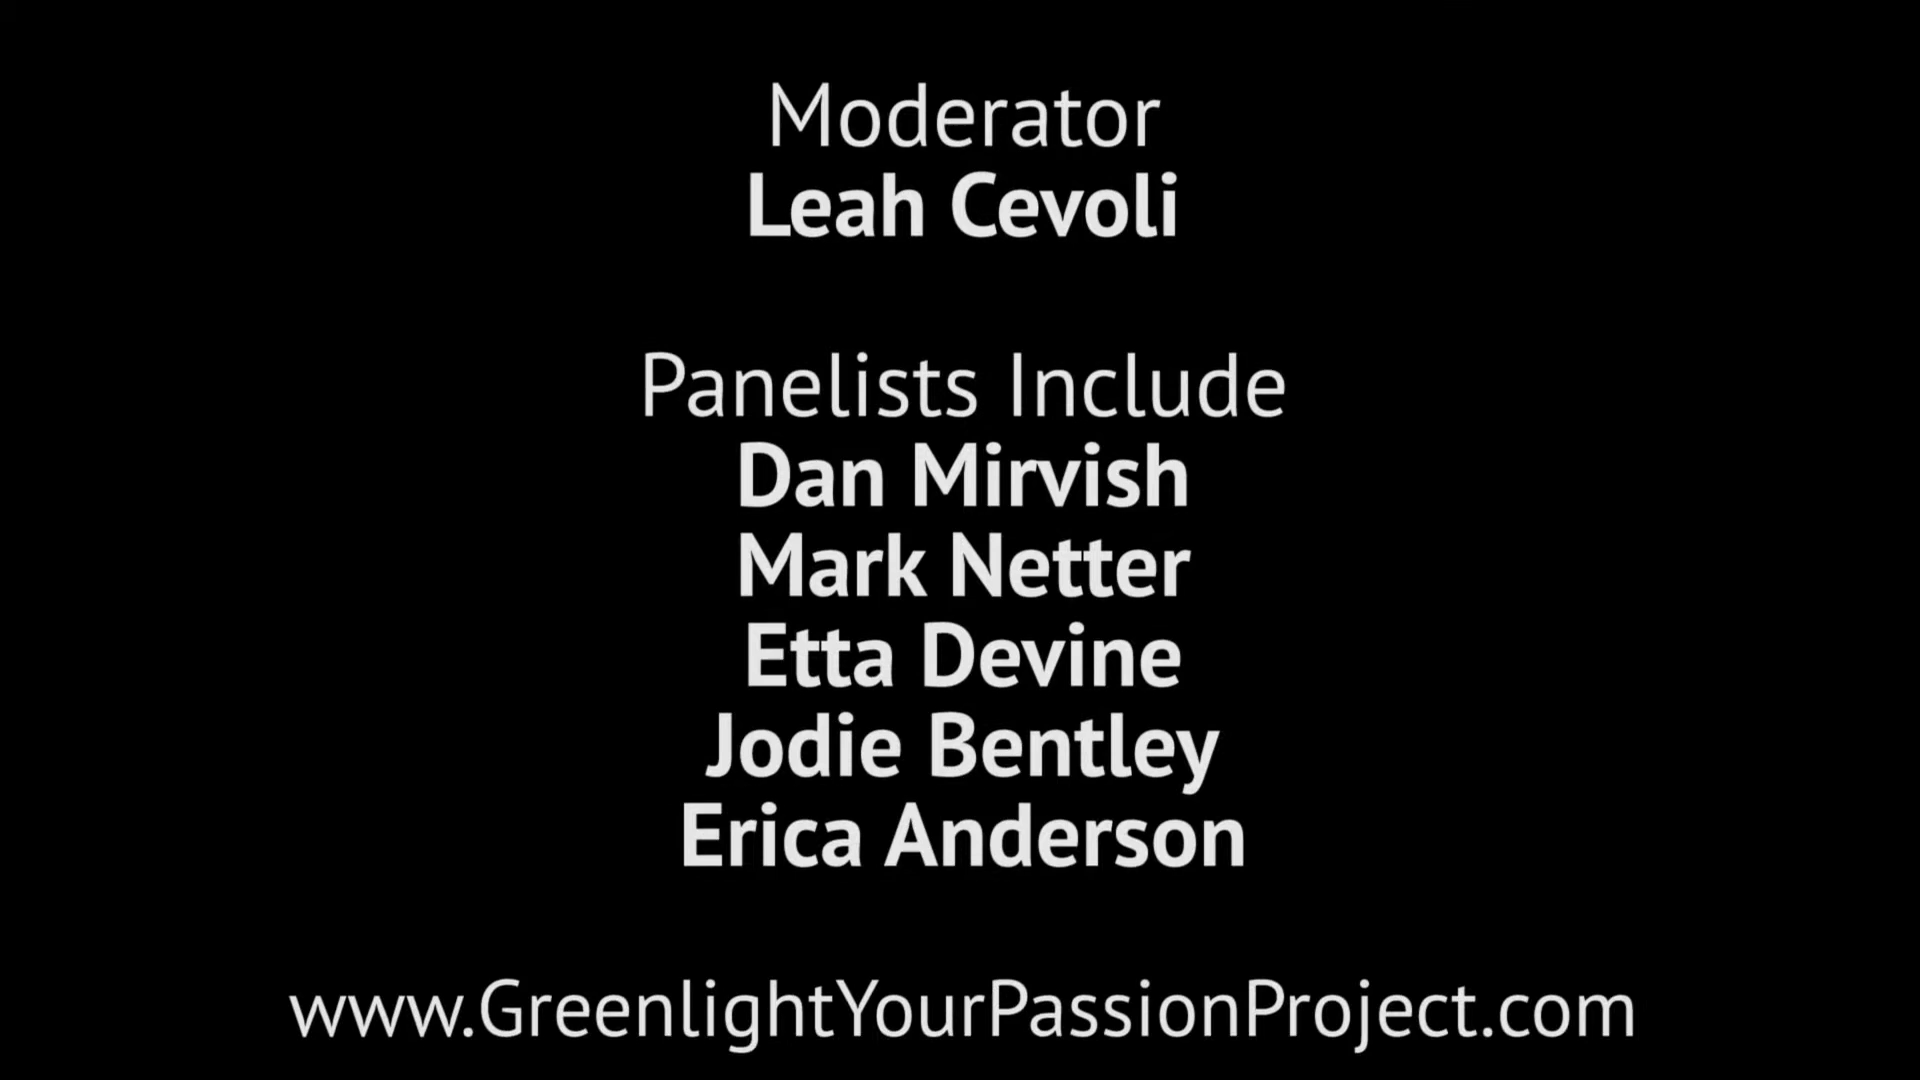 Moderator
Leah Cevoli
Panelists Include
Dan Mirvish
Mark Netter
Etta Devine
Jodie Bentley
Erica Anderson
www.GreenlightYourPassionProject.com